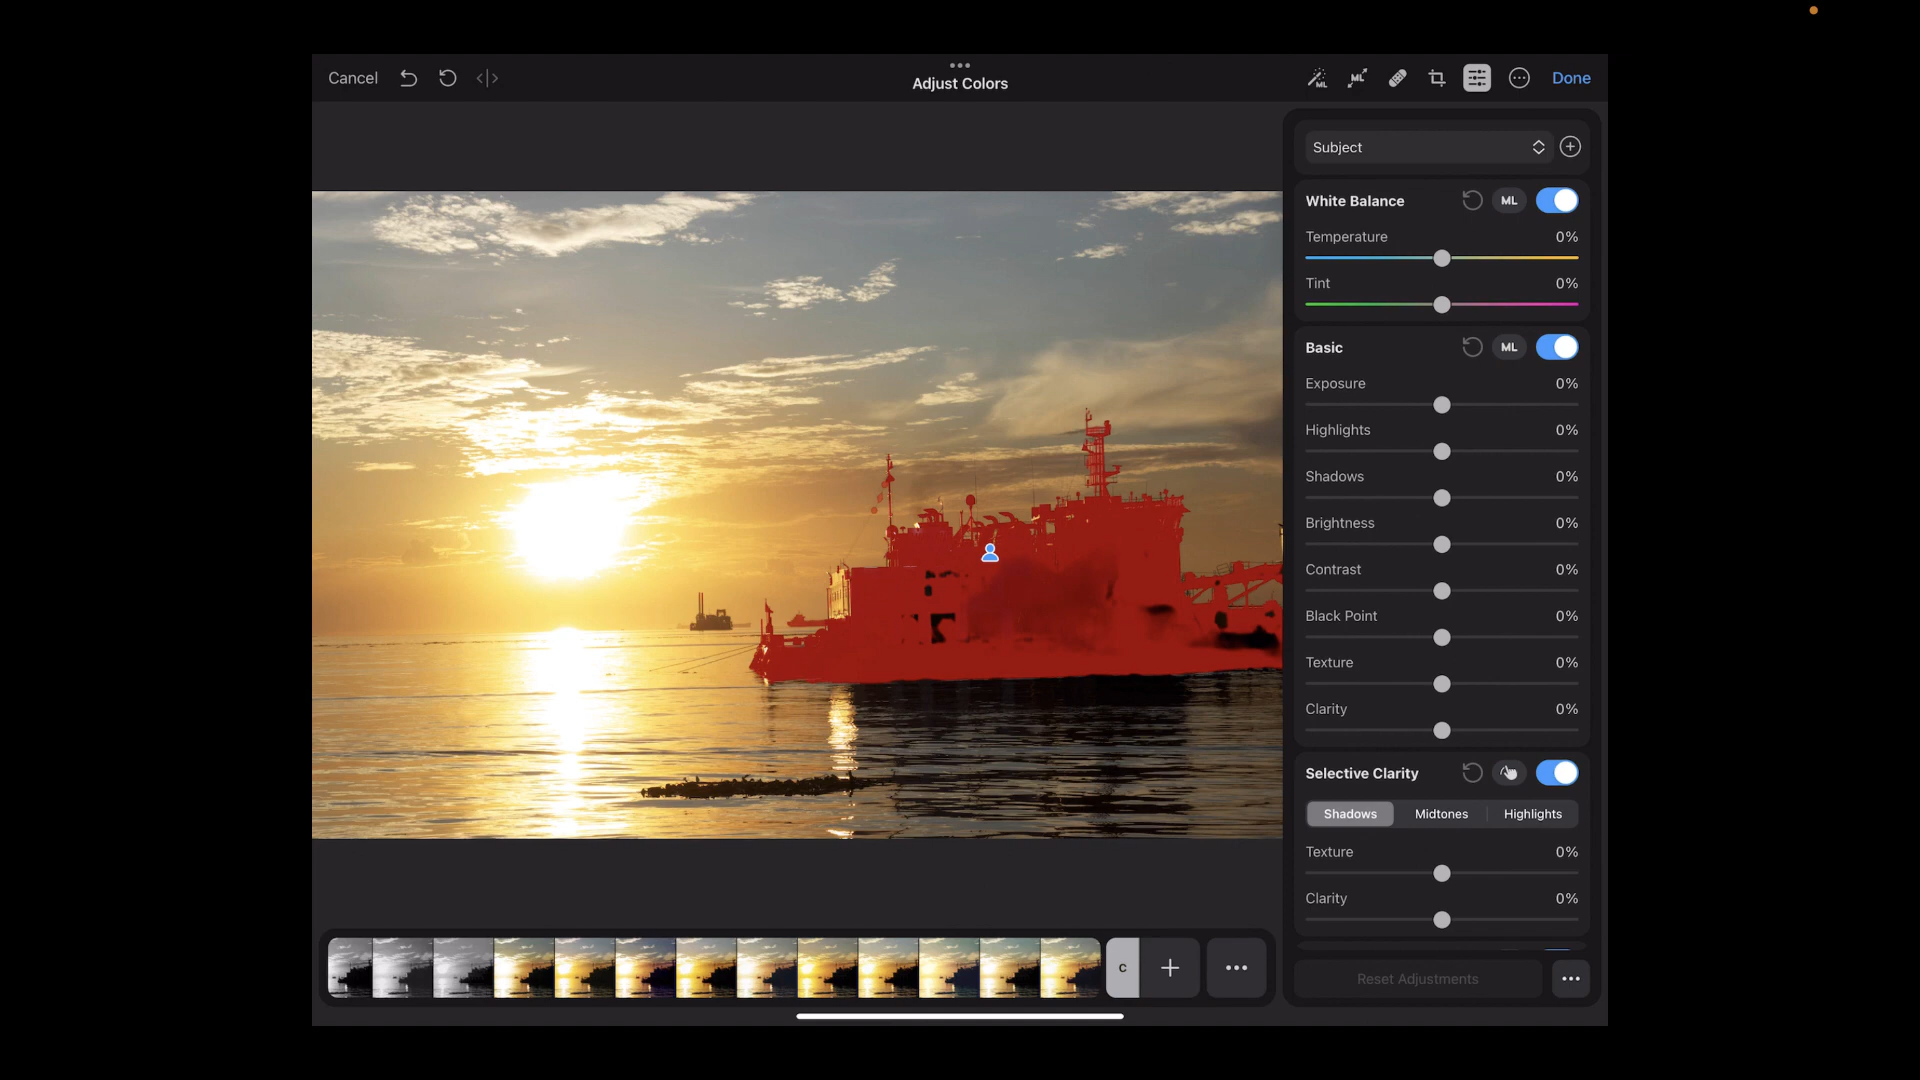 Cancel
Adjust Colors
ML
ML
Done
Subject
White Balance
ML
Temperature
0%
Tint
0%
Basic
ML
Exposure
0%
Highlights
0%
Shadows
0%
Brightness
0%
Contrast
0%
Black Point
0%
Texture
0%
Clarity
0%
Selective Clarity
Shadows
Midtones
Highlights
Texture
0%
Clarity
0%
C
Reset Adjustments